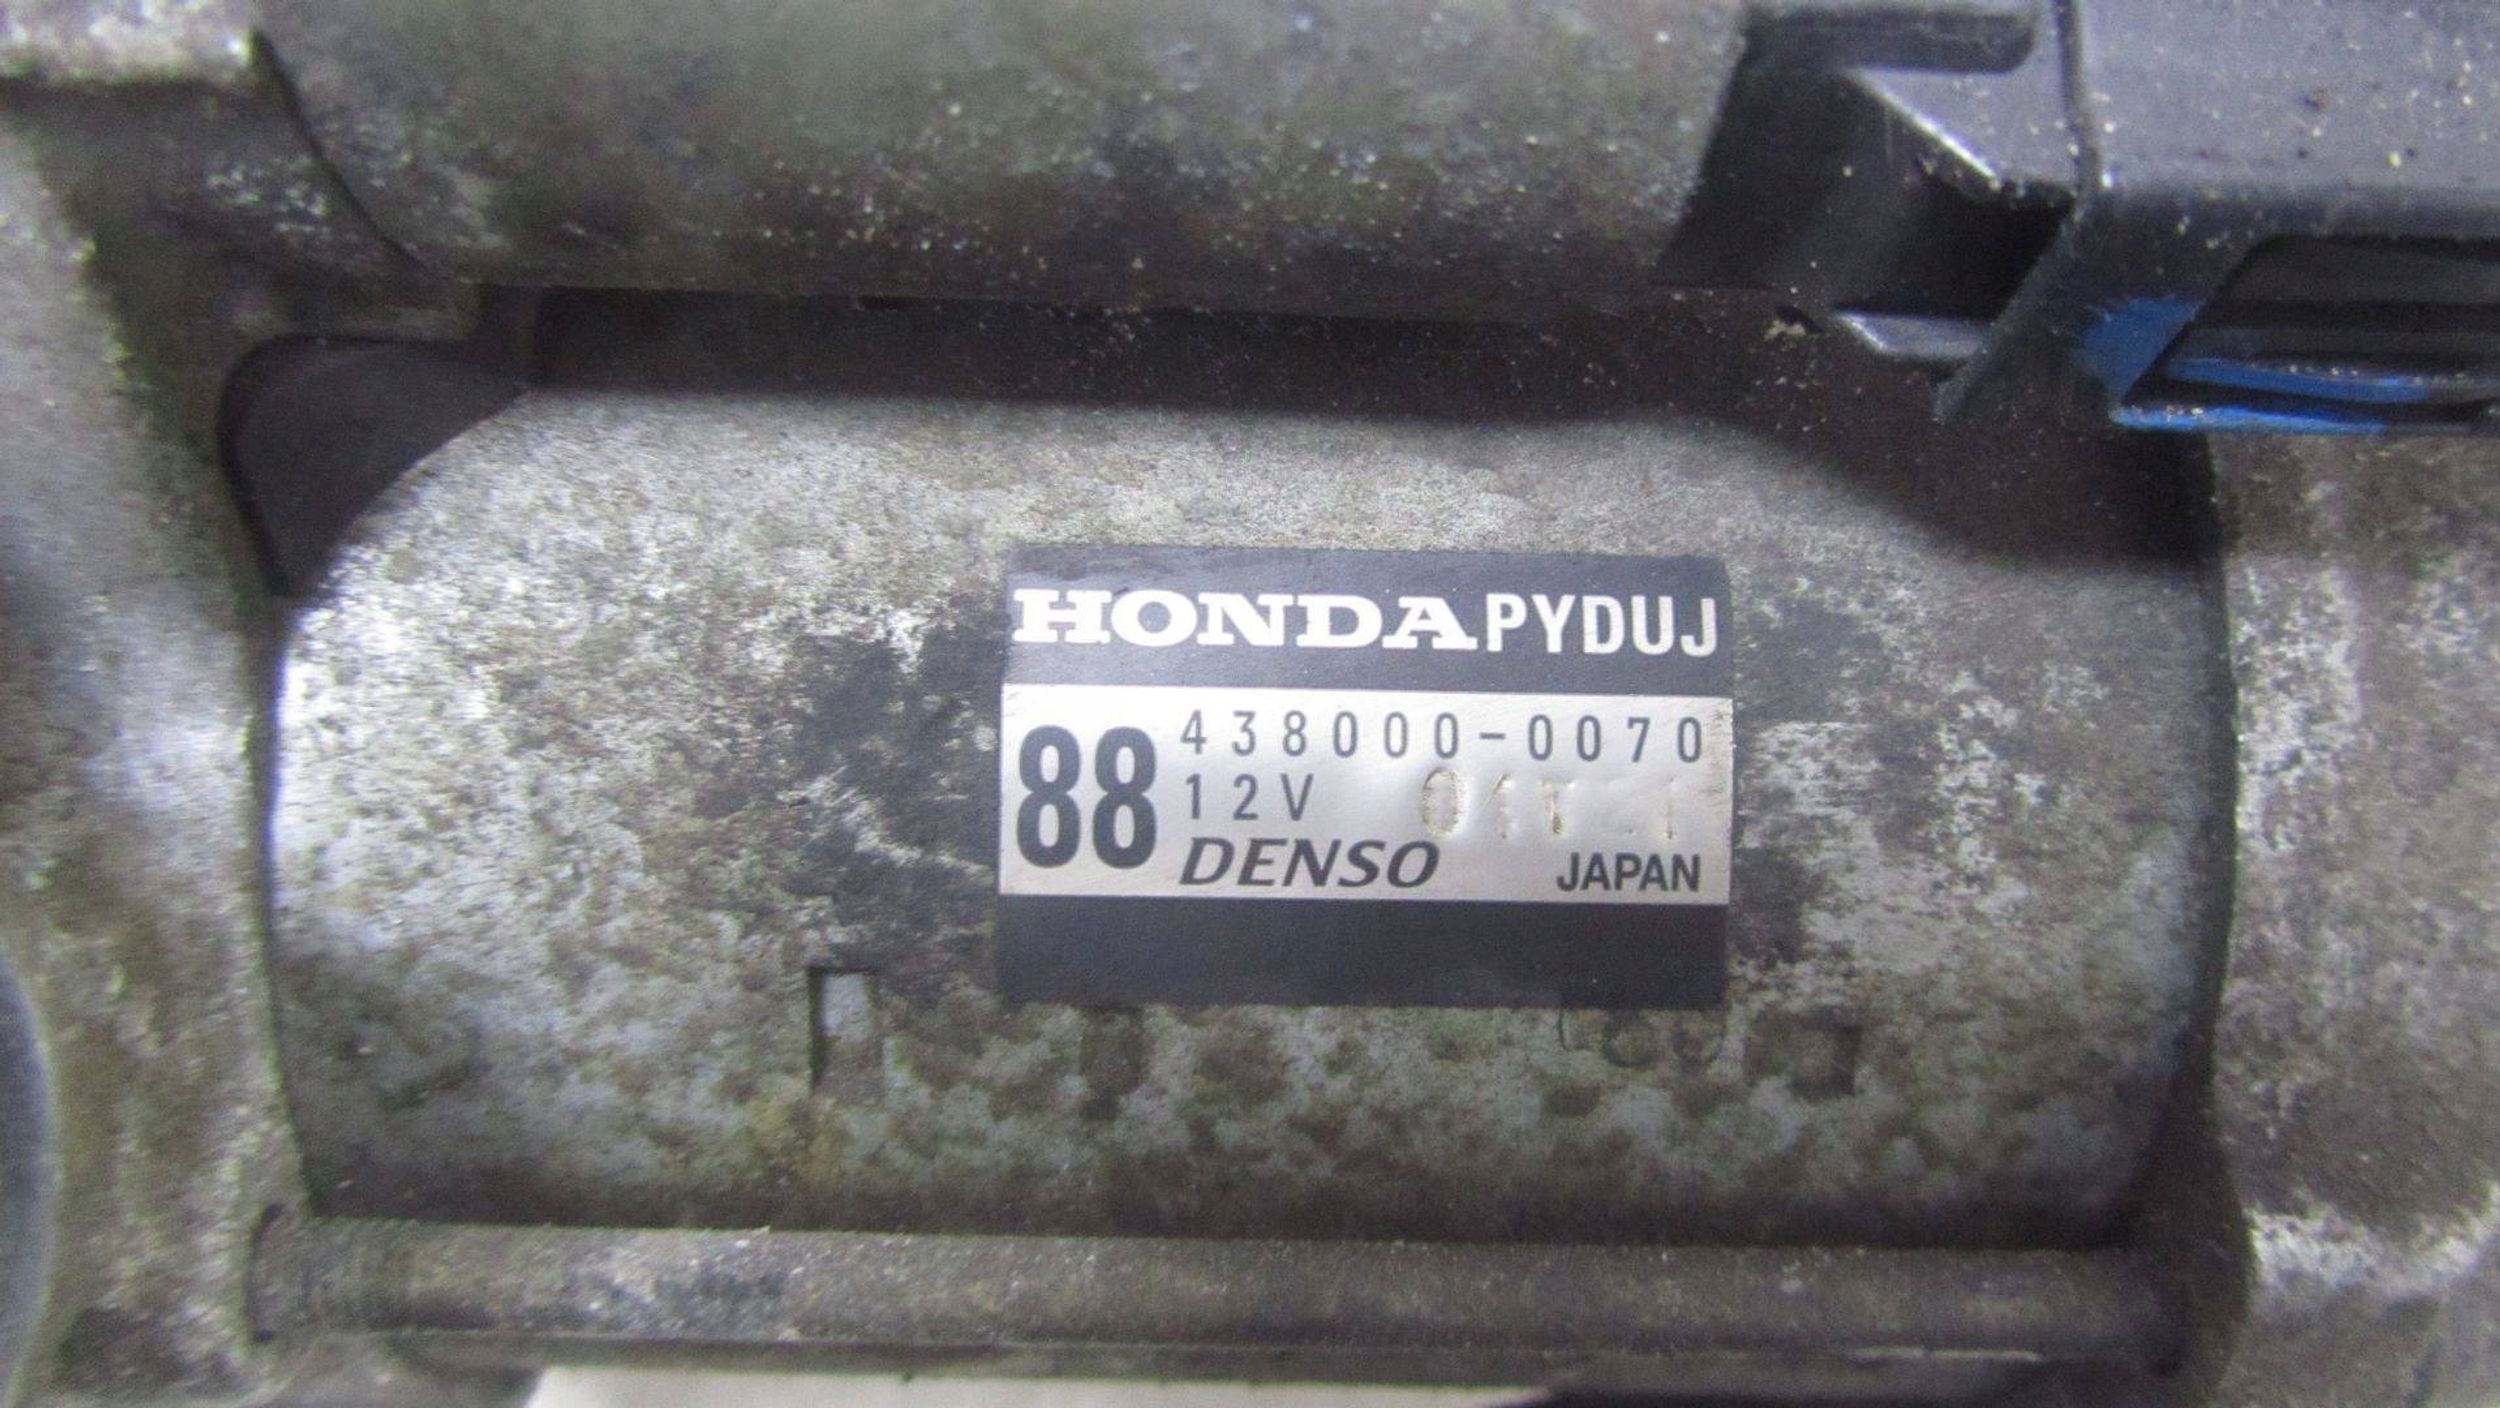 HONDA PYDUJ
88
438000-0070
12V
DENSO JAPAN